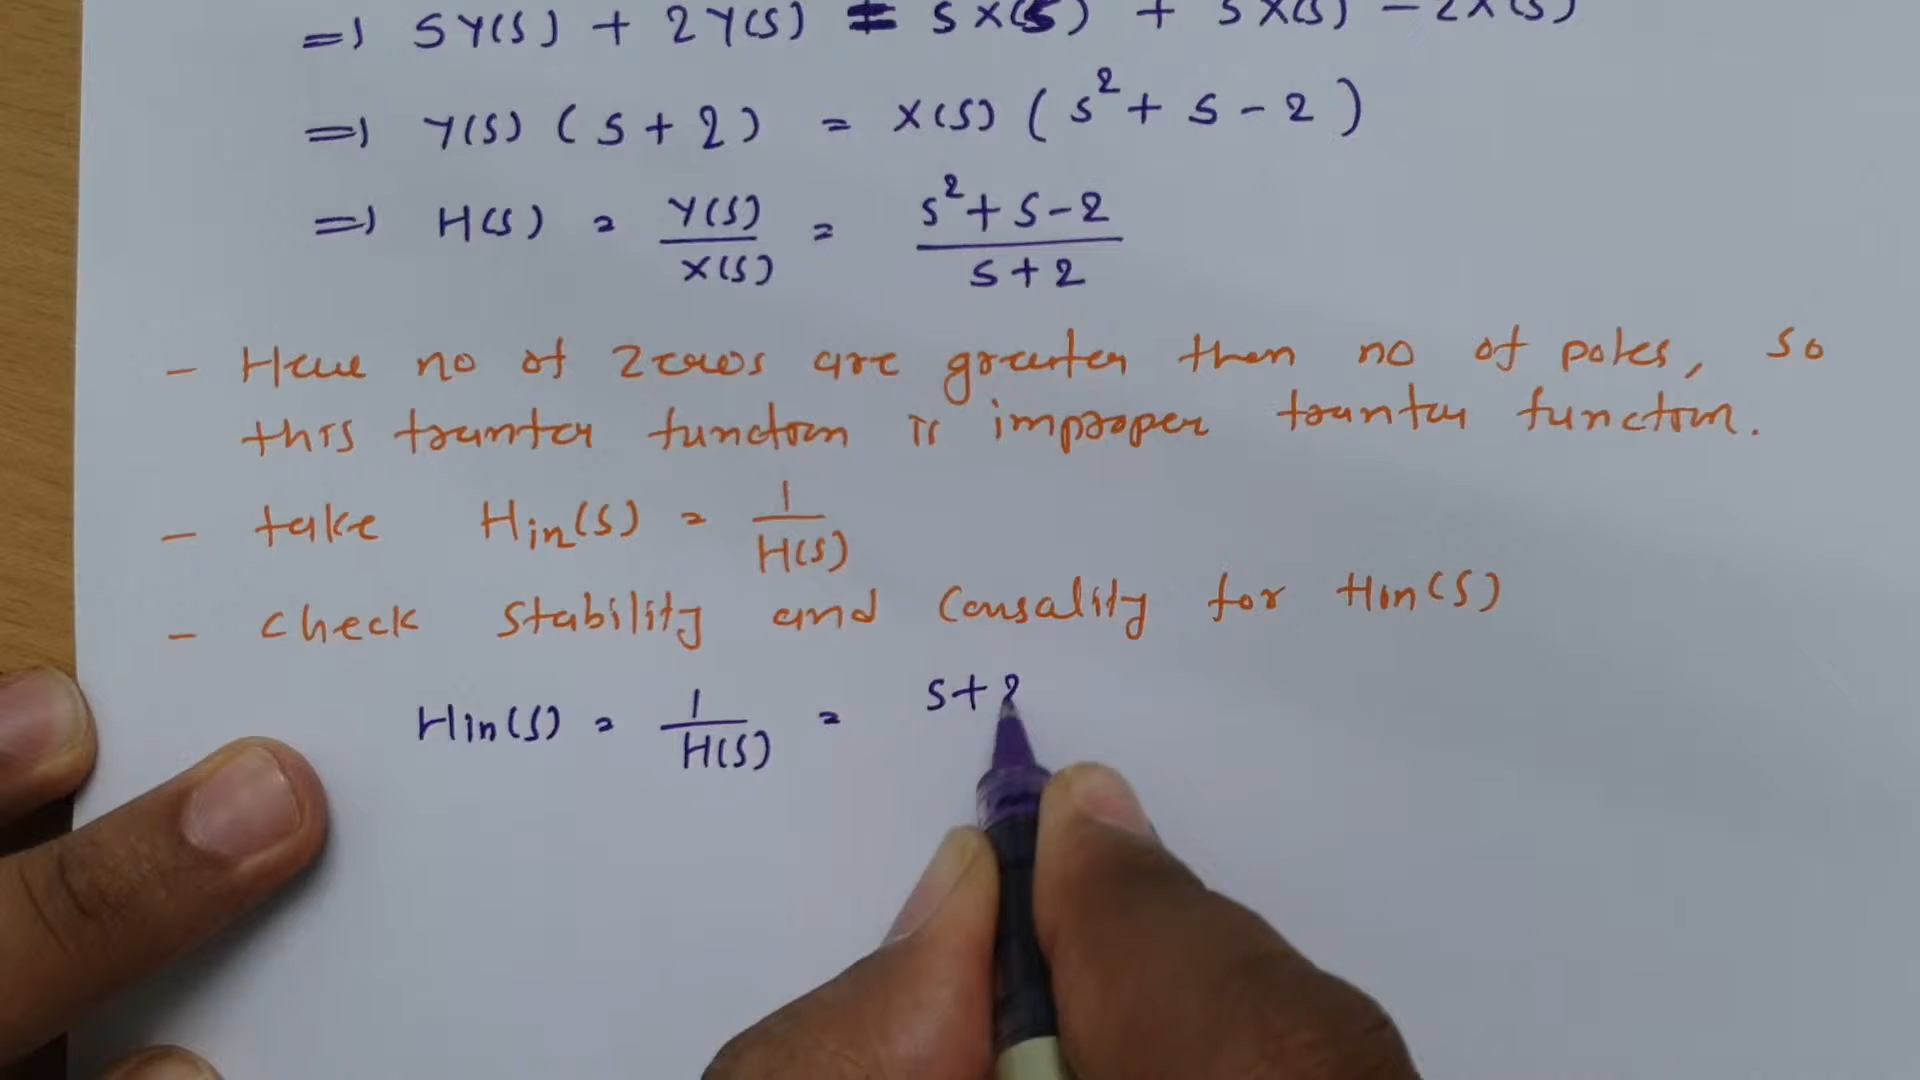 =) SY(S) + 2Y(S) = S X(S) + S X(S) - 2X(S)
=) Y(S) ( S + 2 ) = X(S) ( s² + s - 2 )
=) H(S) = Y(S)/X(S) = s² + s - 2 / s + 2
- Here no of zeros are greater than no of poles, so
this transfer function is improper transfer function.
- take Hin(S) = 1/H(S)
- check stability and causality for Hin(S)
Hin(S) = 1/H(S) = s + 2